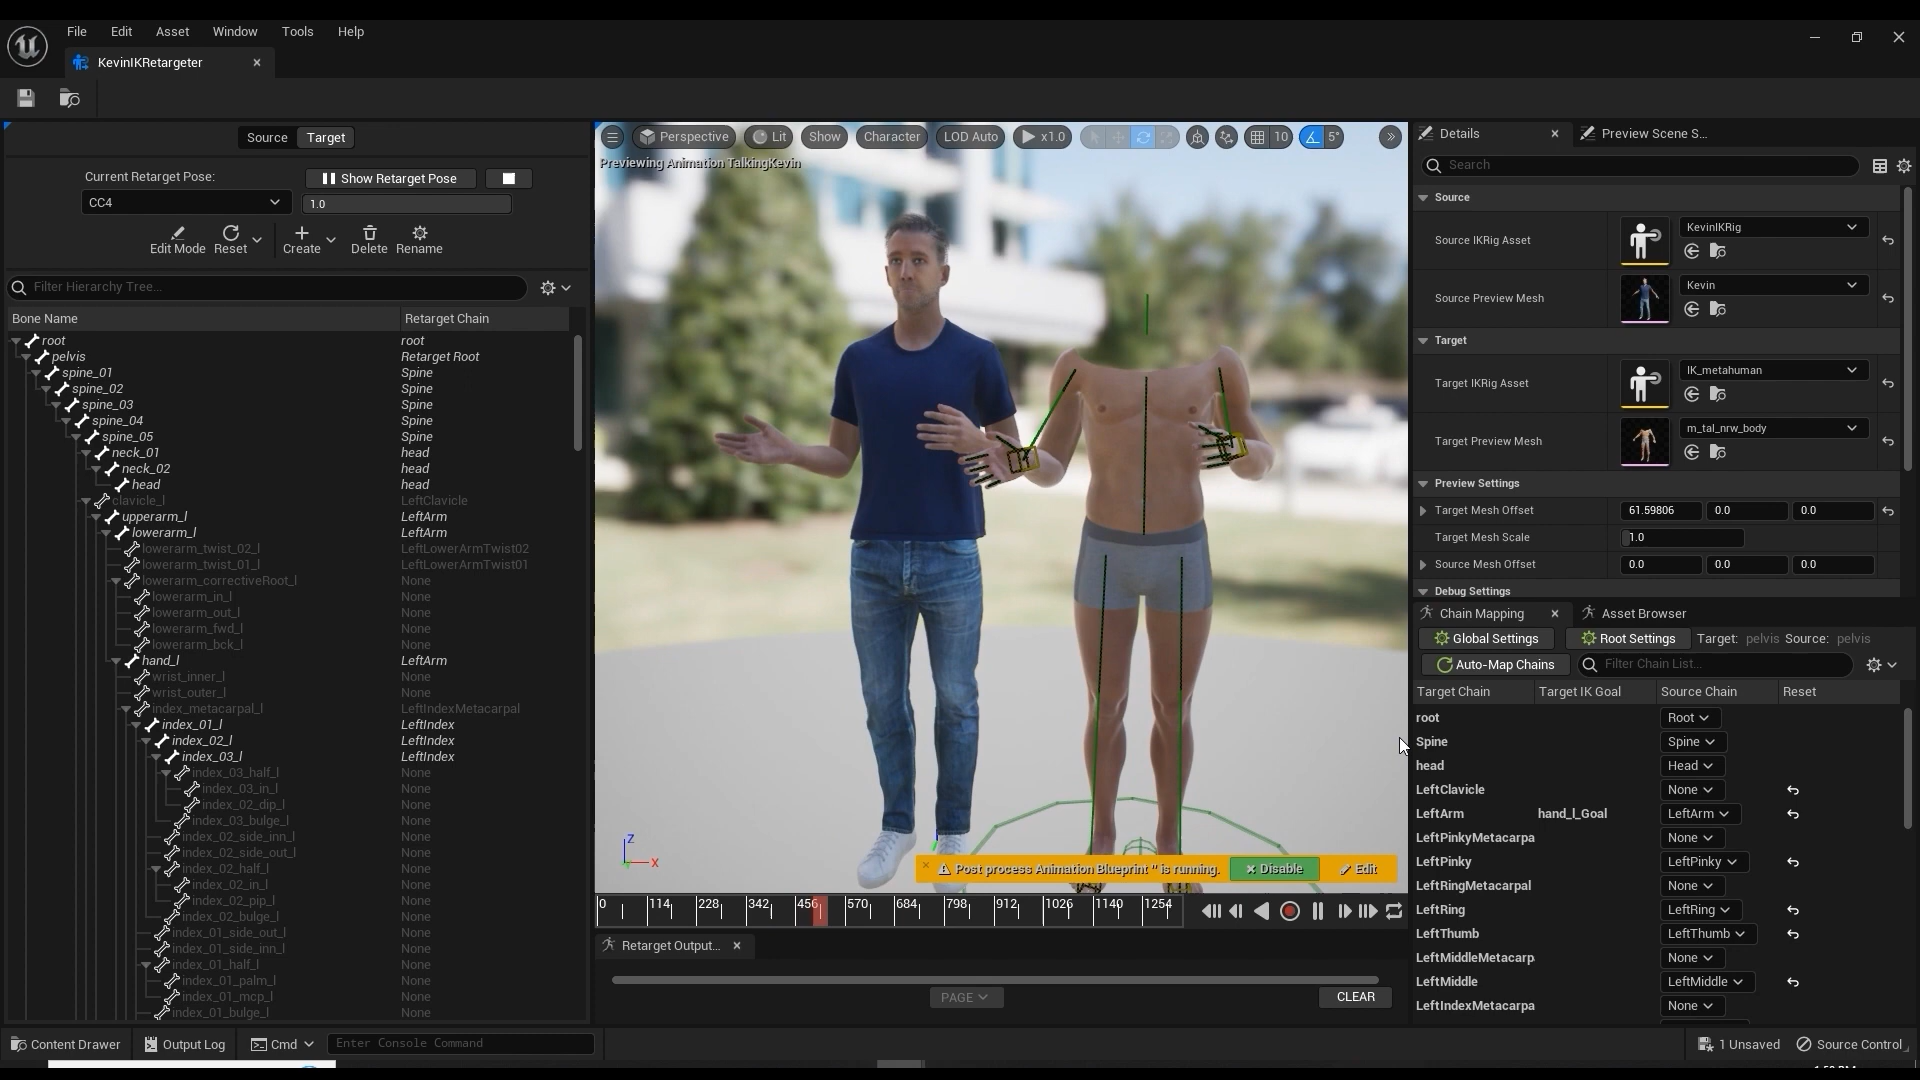 File Edit Asset Window Tools Help
KevinIKRetargeter
Source Target
Current Retarget Pose:
Show Retarget Pose
CC4
1.0
Edit Mode Reset Create Delete Rename
Filter Hierarchy Tree...
Bone Name Retarget Chain
root root
pelvis Retarget Root
spine_01 Spine
spine_02 Spine
spine_03 Spine
spine_04 Spine
spine_05 Spine
neck_01 head
neck_02 head
head head
clavicle_l LeftClavicle
upperarm_l LeftArm
lowerarm_l LeftArm
lowerarm_twist_02_l LeftLowerArmTwist02
lowerarm_twist_01_l LeftLowerArmTwist01
lowerarm_correctiveRoot_l None
lowerarm_in_l None
lowerarm_out_l None
lowerarm_fwd_l None
lowerarm_bck_l None
hand_l LeftArm
wrist_inner_l None
wrist_outer_l None
index_metacarpal_l LeftIndexMetacarpal
index_01_l LeftIndex
index_02_l LeftIndex
index_03_l LeftIndex
index_03_half_l None
index_03_in_l None
index_02_dip_l None
index_03_bulge_l None
index_02_side_inn_l None
index_02_side_out_l None
index_02_half_l None
index_02_in_l None
index_02_pip_l None
index_02_bulge_l None
index_01_side_out_l None
index_01_side_inn_l None
index_01_half_l None
index_01_palm_l None
index_01_mcp_l None
index_01_bulge_l None
Perspective Lit Show Character LOD Auto x1.0 10 5°
Previewing Animation TalkingKevin
Z
X
Post process Animation Blueprint '' is running. Disable Edit
0 114 228 342 456 570 684 798 912 1026 1140 1254
Retarget Output...
PAGE
CLEAR
Details Preview Scene S...
Search
Source
Source IKRig Asset KevinIKRig
Source Preview Mesh Kevin
Target
Target IKRig Asset IK_metahuman
Target Preview Mesh m_tal_nrw_body
Preview Settings
Target Mesh Offset 61.59806 0.0 0.0
Target Mesh Scale 1.0
Source Mesh Offset 0.0 0.0 0.0
Debug Settings
Chain Mapping Asset Browser
Global Settings Root Settings Target: pelvis Source: pelvis
Auto-Map Chains Filter Chain List...
Target Chain Target IK Goal Source Chain Reset
root Root
Spine Spine
head Head
LeftClavicle None
LeftArm hand_l_Goal LeftArm
LeftPinkyMetacarpa None
LeftPinky LeftPinky
LeftRingMetacarpal None
LeftRing LeftRing
LeftThumb LeftThumb
LeftMiddleMetacarp None
LeftMiddle LeftMiddle
LeftIndexMetacarpa None
Content Drawer Output Log Cmd Enter Console Command 1 Unsaved Source Control